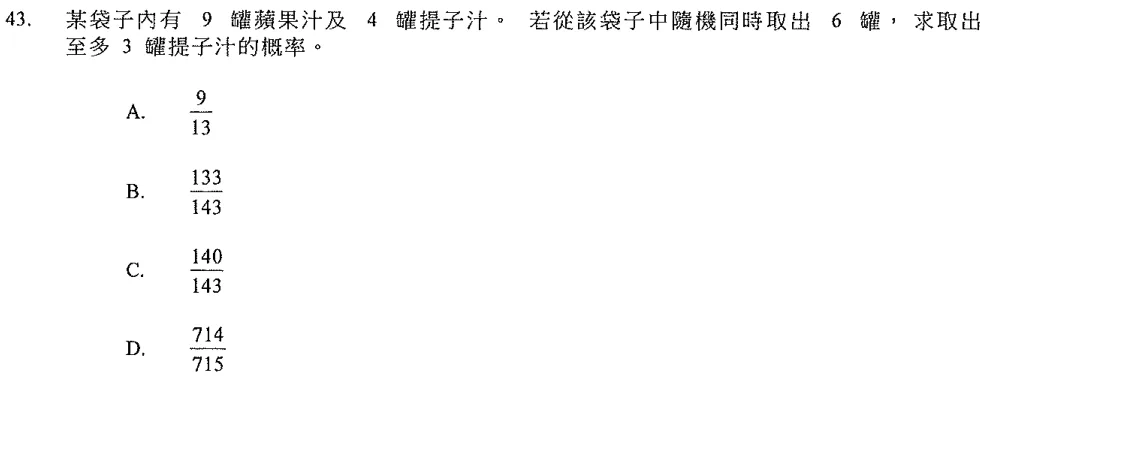 43. 某袋子內有 9 罐蘋果汁及 4 罐提子汁。 若從該袋子中隨機同時取出 6 罐，求取出
至多 3 罐提子汁的概率。
A. 9/13
B. 133/143
C. 140/143
D. 714/715